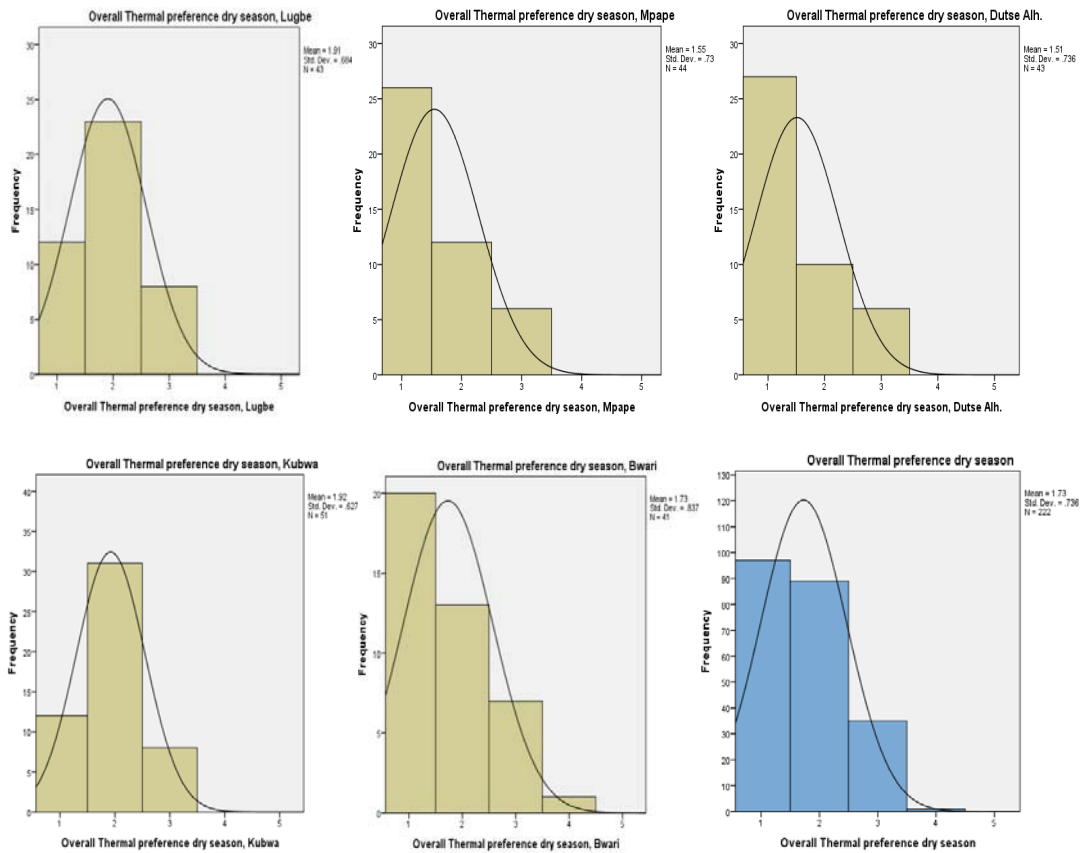 Overall Thermal preference dry season, Lugbe
Mean = 1.91
Std. Dev. = .684
N = 43
30
25
20
15
10
5
0
Frequency
1 2 3 4 5
Overall Thermal preference dry season, Lugbe
Overall Thermal preference dry season, Mpape
Mean = 1.55
Std. Dev. = .73
N = 44
30
25
20
15
10
5
0
Frequency
1 2 3 4 5
Overall Thermal preference dry season, Mpape
Overall Thermal preference dry season, Dutse Alh.
Mean = 1.51
Std. Dev. = .736
N = 43
30
25
20
15
10
5
0
Frequency
1 2 3 4 5
Overall Thermal preference dry season, Dutse Alh.
Overall Thermal preference dry season, Kubwa
Mean = 1.92
Std. Dev. = .627
N = 51
40
35
30
25
20
15
10
5
0
Frequency
1 2 3 4 5
Overall Thermal preference dry season, Kubwa
Overall Thermal preference dry season, Bwari
Mean = 1.73
Std. Dev. = .837
N = 41
20
15
10
5
0
Frequency
1 2 3 4 5
Overall Thermal preference dry season, Bwari
Overall Thermal preference dry season
Mean = 1.73
Std. Dev. = .736
N = 222
130
120
110
100
90
80
70
60
50
40
30
20
10
0
Frequency
1 2 3 4 5
Overall Thermal preference dry season